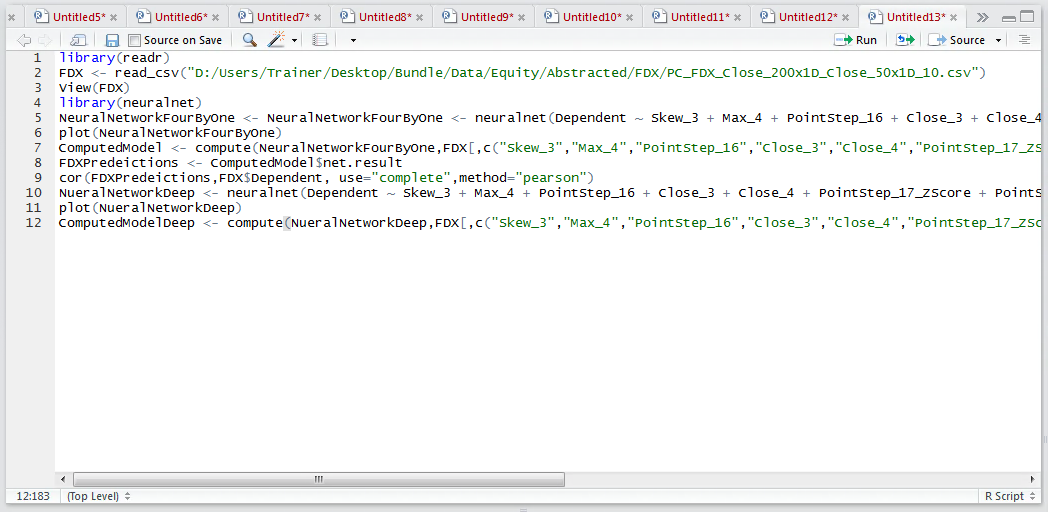 Untitled5* Untitled6* Untitled7* Untitled8* Untitled9* Untitled10* Untitled11* Untitled12* Untitled13*
Source on Save Run Source
1 library(readr)
2 FDX <- read_csv("D:/Users/Trainer/Desktop/Bundle/Data/Equity/Abstracted/FDX/PC_FDX_Close_200x1D_Close_50x1D_10.csv")
3 View(FDX)
4 library(neuralnet)
5 NeuralNetworkFourByOne <- NeuralNetworkFourByOne <- neuralnet(Dependent ~ Skew_3 + Max_4 + PointStep_16 + Close_3 + Close_4
6 plot(NeuralNetworkFourByOne)
7 ComputedModel <- compute(NeuralNetworkFourByOne,FDX[,c("Skew_3","Max_4","PointStep_16","Close_3","Close_4","PointStep_17_ZS
8 FDXPredeictions <- ComputedModel$net.result
9 cor(FDXPredeictions,FDX$Dependent, use="complete",method="pearson")
10 NueralNetworkDeep <- neuralnet(Dependent ~ Skew_3 + Max_4 + PointStep_16 + Close_3 + Close_4 + PointStep_17_ZScore + PointS
11 plot(NueralNetworkDeep)
12 ComputedModelDeep <- compute(NueralNetworkDeep,FDX[,c("Skew_3","Max_4","PointStep_16","Close_3","Close_4","PointStep_17_ZSc
12:183 (Top Level) R Script